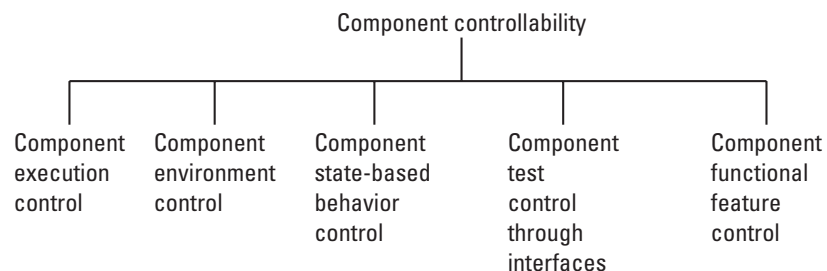 Component controllability
Component
execution
control
Component
environment
control
Component
state-based
behavior
control
Component
test
control
through
interfaces
Component
functional
feature
control